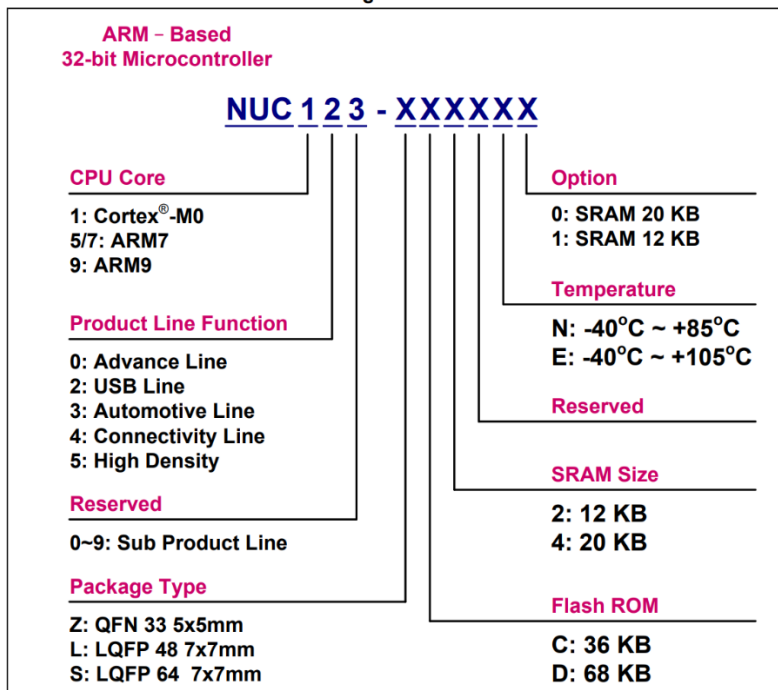 ARM – Based
32-bit Microcontroller
NUC 1 2 3 - X X X X X X
CPU Core
1: Cortex®-M0
5/7: ARM7
9: ARM9
Product Line Function
0: Advance Line
2: USB Line
3: Automotive Line
4: Connectivity Line
5: High Density
Reserved
0~9: Sub Product Line
Package Type
Z: QFN 33 5x5mm
L: LQFP 48 7x7mm
S: LQFP 64 7x7mm
Option
0: SRAM 20 KB
1: SRAM 12 KB
Temperature
N: -40°C ~ +85°C
E: -40°C ~ +105°C
Reserved
SRAM Size
2: 12 KB
4: 20 KB
Flash ROM
C: 36 KB
D: 68 KB